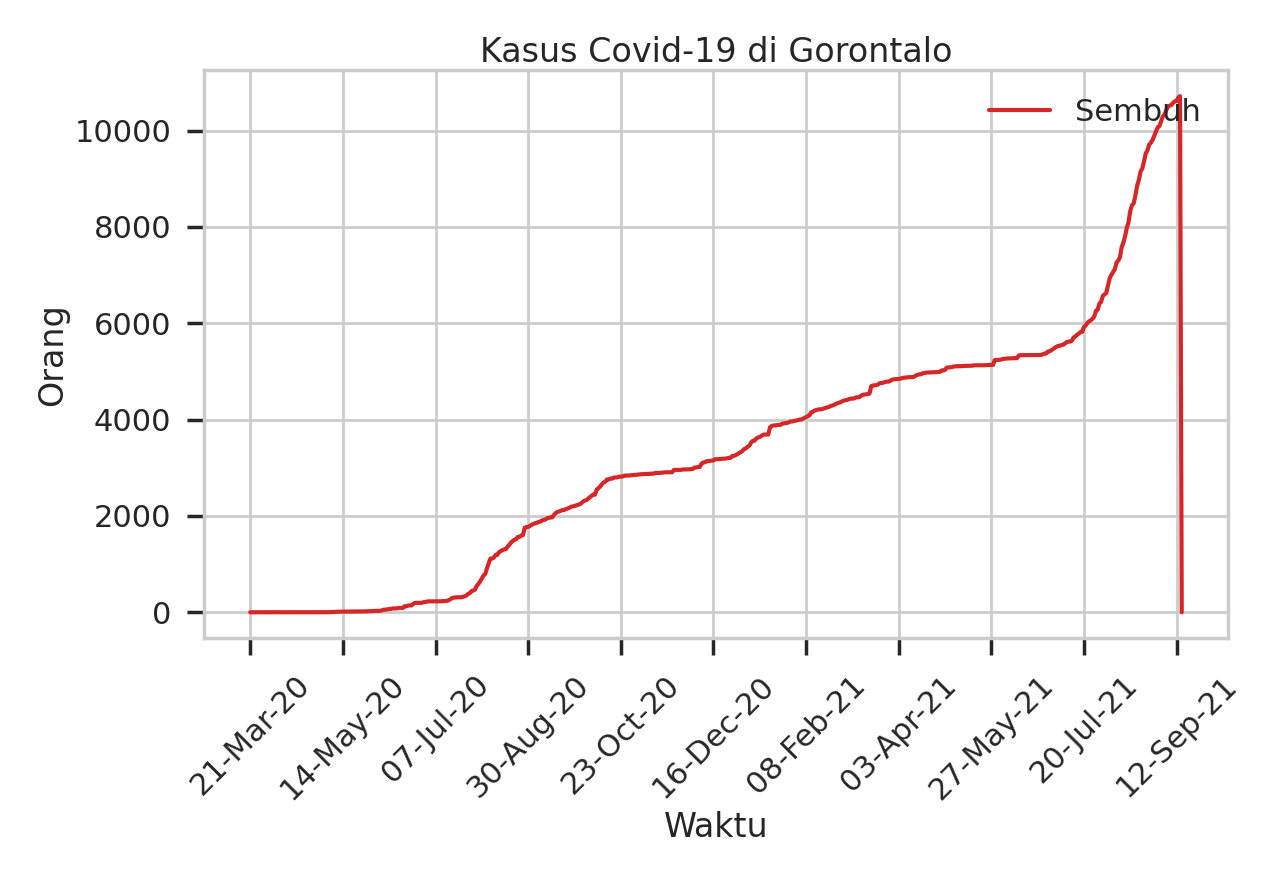 Kasus Covid-19 di Gorontalo
Sembuh
10000
8000
6000
4000
2000
0
Orang
21-Mar-20
14-May-20
07-Jul-20
30-Aug-20
23-Oct-20
16-Dec-20
08-Feb-21
03-Apr-21
27-May-21
20-Jul-21
12-Sep-21
Waktu